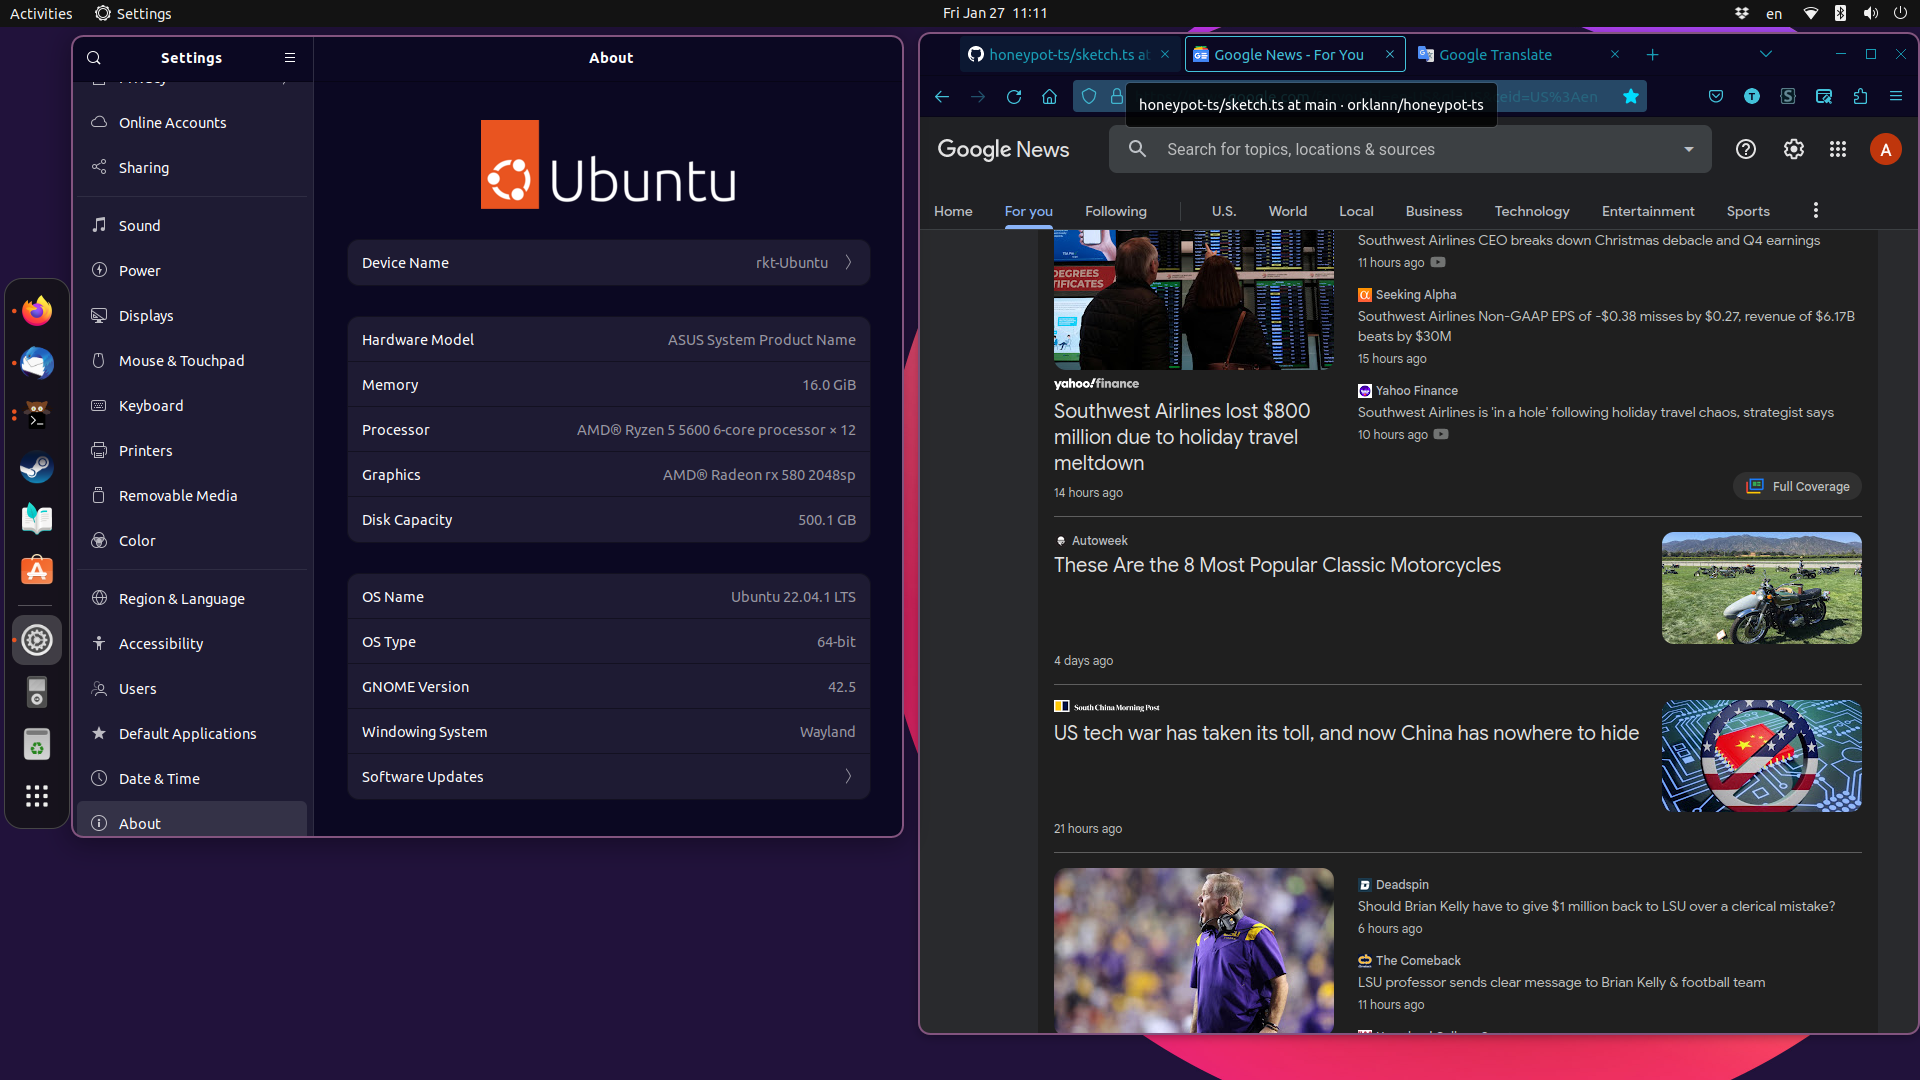 Activities
Settings
Fri Jan 27 11:11
en
Settings
About
Online Accounts
Sharing
Sound
Power
Displays
Mouse & Touchpad
Keyboard
Printers
Removable Media
Color
Region & Language
Accessibility
Users
Default Applications
Date & Time
About
Ubuntu
Device Name
rkt-Ubuntu
Hardware Model
ASUS System Product Name
Memory
16.0 GiB
Processor
AMD® Ryzen 5 5600 6-core processor × 12
Graphics
AMD® Radeon rx 580 2048sp
Disk Capacity
500.1 GB
OS Name
Ubuntu 22.04.1 LTS
OS Type
64-bit
GNOME Version
42.5
Windowing System
Wayland
Software Updates
honeypot-ts/sketch.ts at
Google News - For You
Google Translate
honeypot-ts/sketch.ts at main · orklann/honeypot-ts
eid=US%3Aen
T
S
Google News
Search for topics, locations & sources
A
Home
For you
Following
U.S.
World
Local
Business
Technology
Entertainment
Sports
DEGREES
TIFICATES
yahoo!finance
Southwest Airlines lost $800
million due to holiday travel
meltdown
14 hours ago
Southwest Airlines CEO breaks down Christmas debacle and Q4 earnings
11 hours ago
Seeking Alpha
Southwest Airlines Non-GAAP EPS of -$0.38 misses by $0.27, revenue of $6.17B
beats by $30M
15 hours ago
Yahoo Finance
Southwest Airlines is 'in a hole' following holiday travel chaos, strategist says
10 hours ago
Full Coverage
Autoweek
These Are the 8 Most Popular Classic Motorcycles
4 days ago
South China Morning Post
US tech war has taken its toll, and now China has nowhere to hide
21 hours ago
Deadspin
Should Brian Kelly have to give $1 million back to LSU over a clerical mistake?
6 hours ago
The Comeback
LSU professor sends clear message to Brian Kelly & football team
11 hours ago